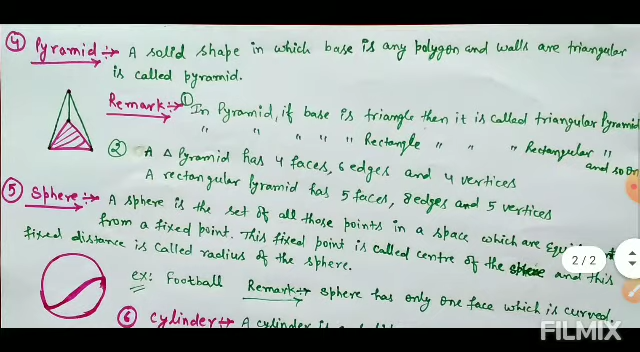 ④ Pyramid :→ A solid shape in which base is any polygon and walls are triangular
is called pyramid.
Remark :→ ① In Pyramid, if base is triangle then it is called triangular Pyramid
" " " " " Rectangle " " " Rectangular "
and so on
② A △ Pyramid has 4 faces, 6 edges and 4 vertices
A rectangular Pyramid has 5 faces, 8 edges and 5 vertices
⑤ Sphere :→ A sphere is the set of all those points in a space which are
from a fixed point. This fixed point is called centre of the sphere and this
fixed distance is called radius of the sphere.
2/2
ex: Football Remark :→ Sphere has only one face which is curved
⑥ Cylinder :→ A cylinder is
FILMIX